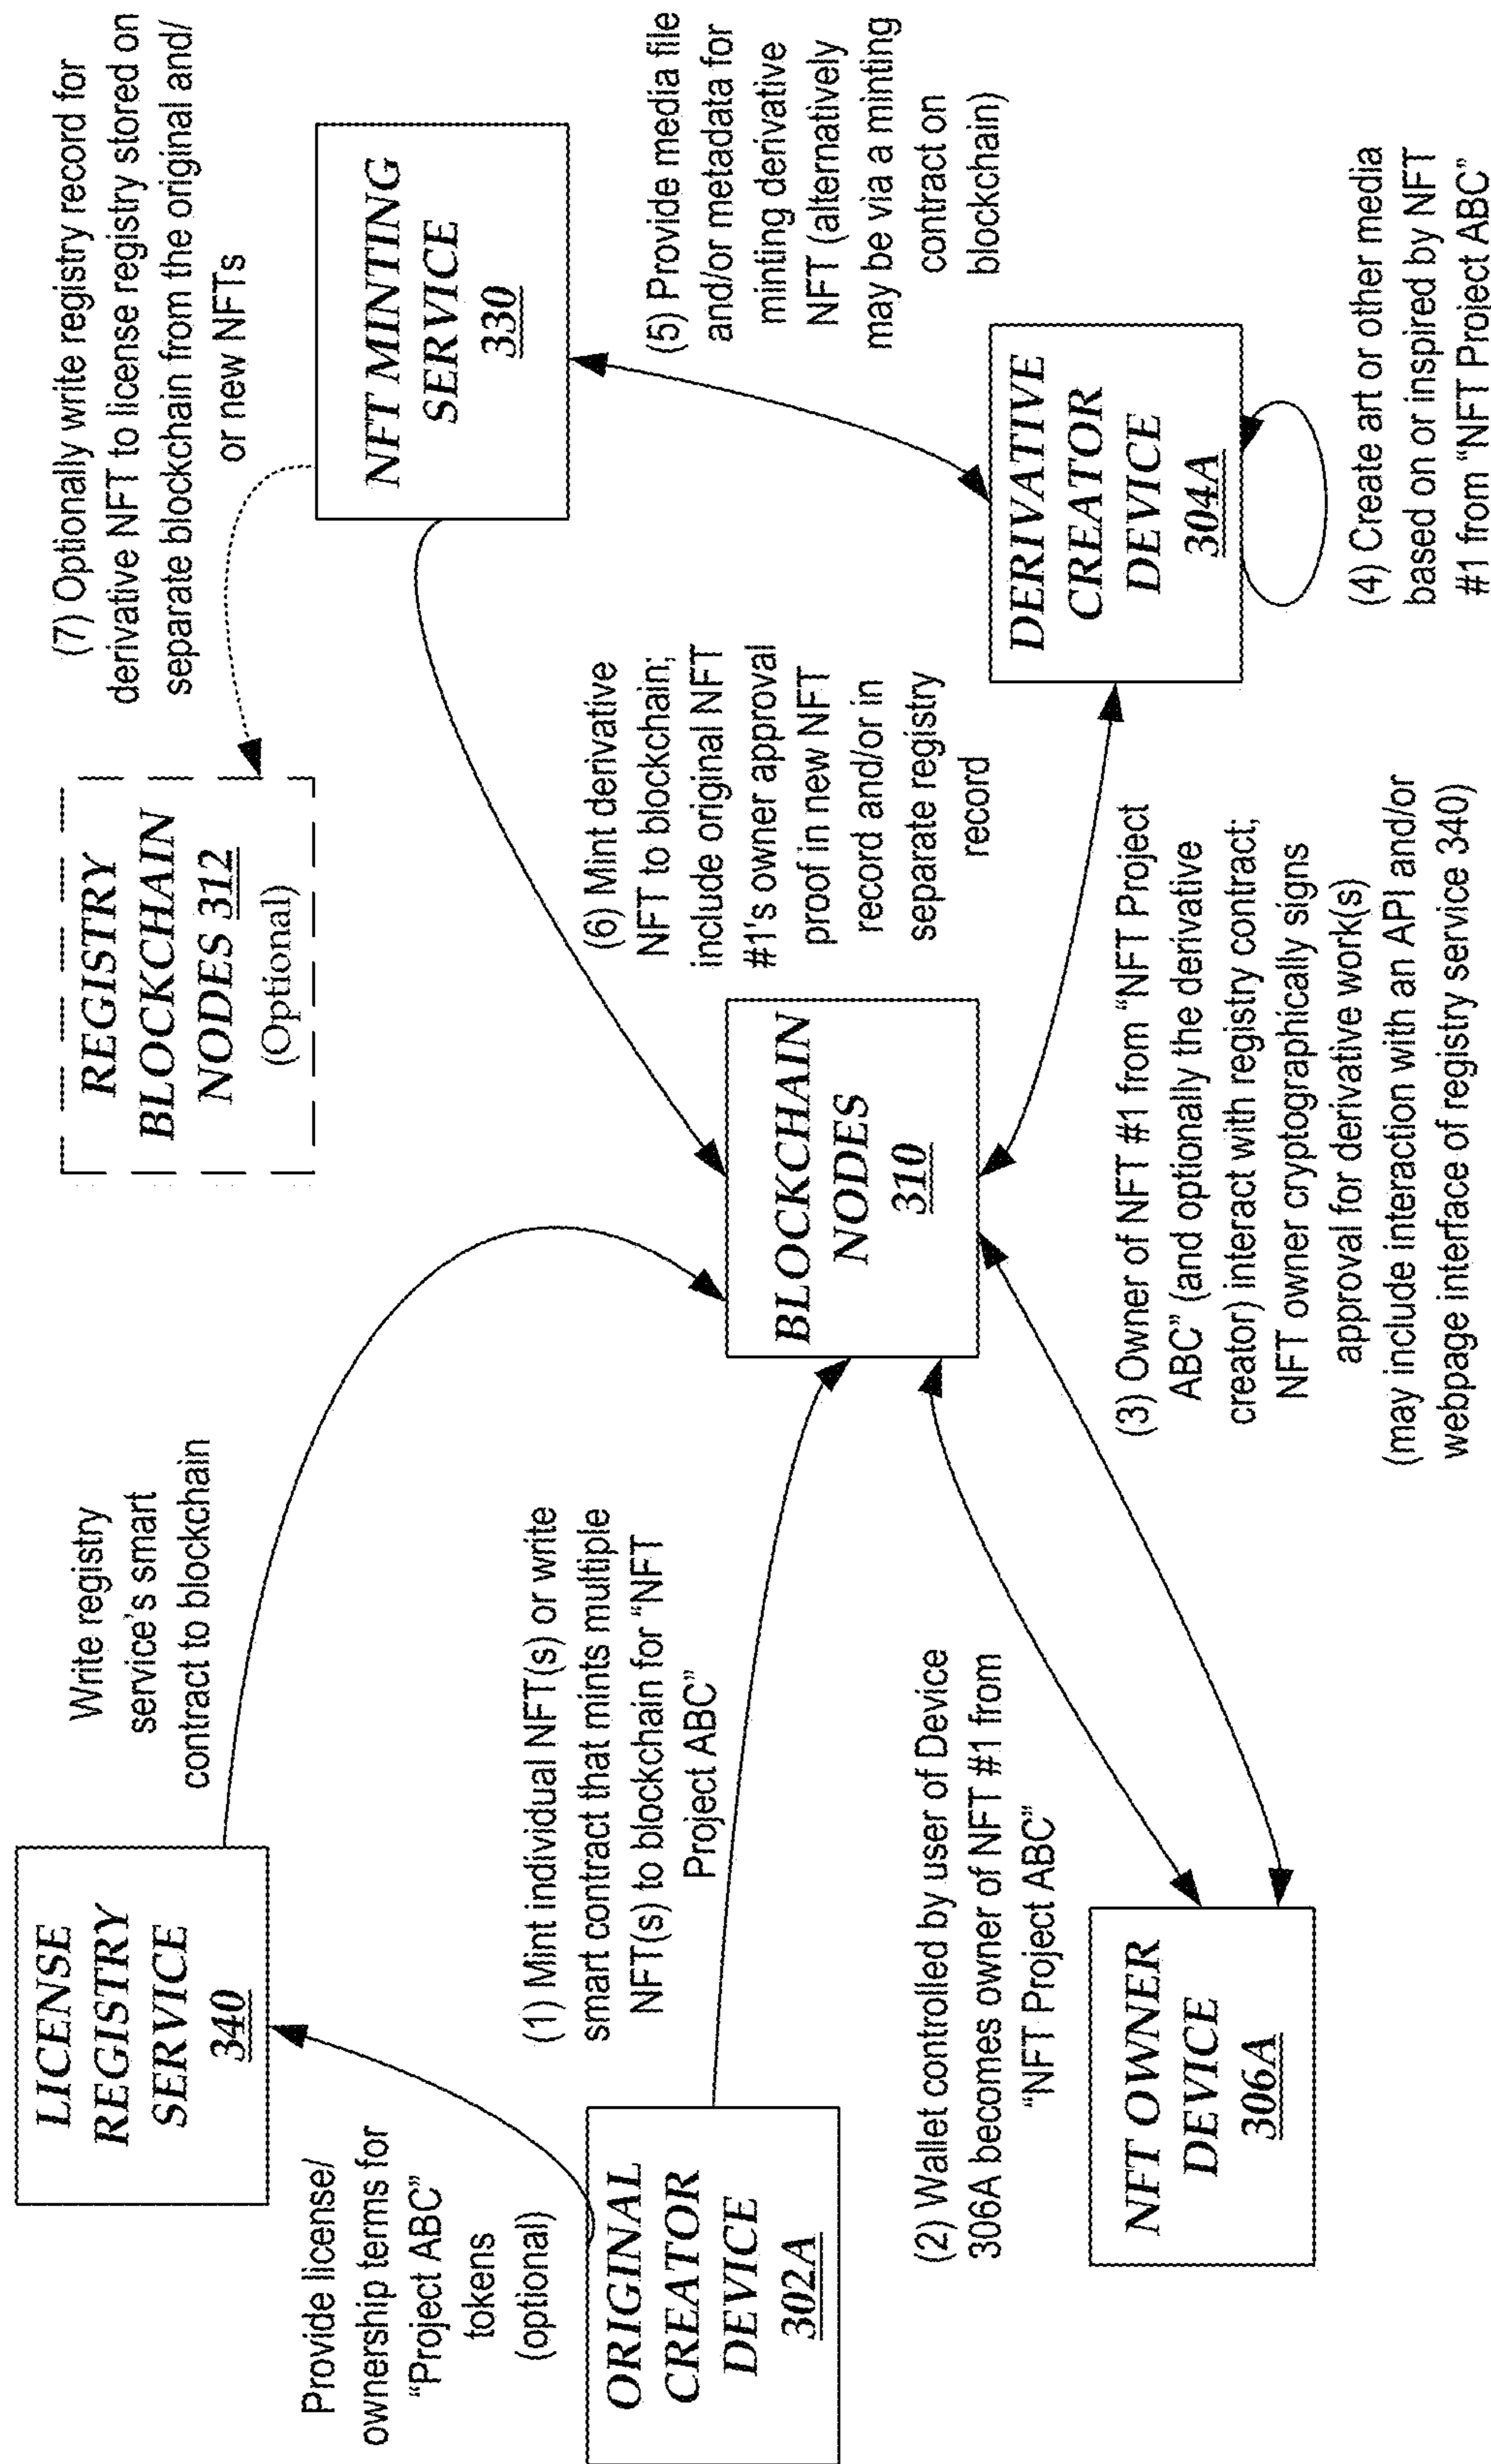 LICENSE
REGISTRY
SERVICE
340
Write registry
service's smart
contract to blockchain
REGISTRY
BLOCKCHAIN
NODES 312
(Optional)
(7) Optionally write registry record for
derivative NFT to license registry stored on
separate blockchain from the original and/
or new NFTs
Provide license/
ownership terms for
“Project ABC”
tokens
(optional)
NFT MINTING
SERVICE
330
(1) Mint individual NFT(s) or write
smart contract that mints multiple
NFT(s) to blockchain for “NFT
Project ABC”
(6) Mint derivative
NFT to blockchain;
include original NFT
#1's owner approval
proof in new NFT
record and/or in
separate registry
record
(5) Provide media file
and/or metadata for
minting derivative
NFT (alternatively
may be via a minting
contract on
blockchain)
ORIGINAL
CREATOR
DEVICE
302A
BLOCKCHAIN
NODES
310
(2) Wallet controlled by user of Device
306A becomes owner of NFT #1 from
“NFT Project ABC”
DERIVATIVE
CREATOR
DEVICE
304A
NFT OWNER
DEVICE
306A
(3) Owner of NFT #1 from “NFT Project
ABC” (and optionally the derivative
creator) interact with registry contract;
NFT owner cryptographically signs
approval for derivative work(s)
(may include interaction with an API and/or
webpage interface of registry service 340)
(4) Create art or other media
based on or inspired by NFT
#1 from “NFT Project ABC”